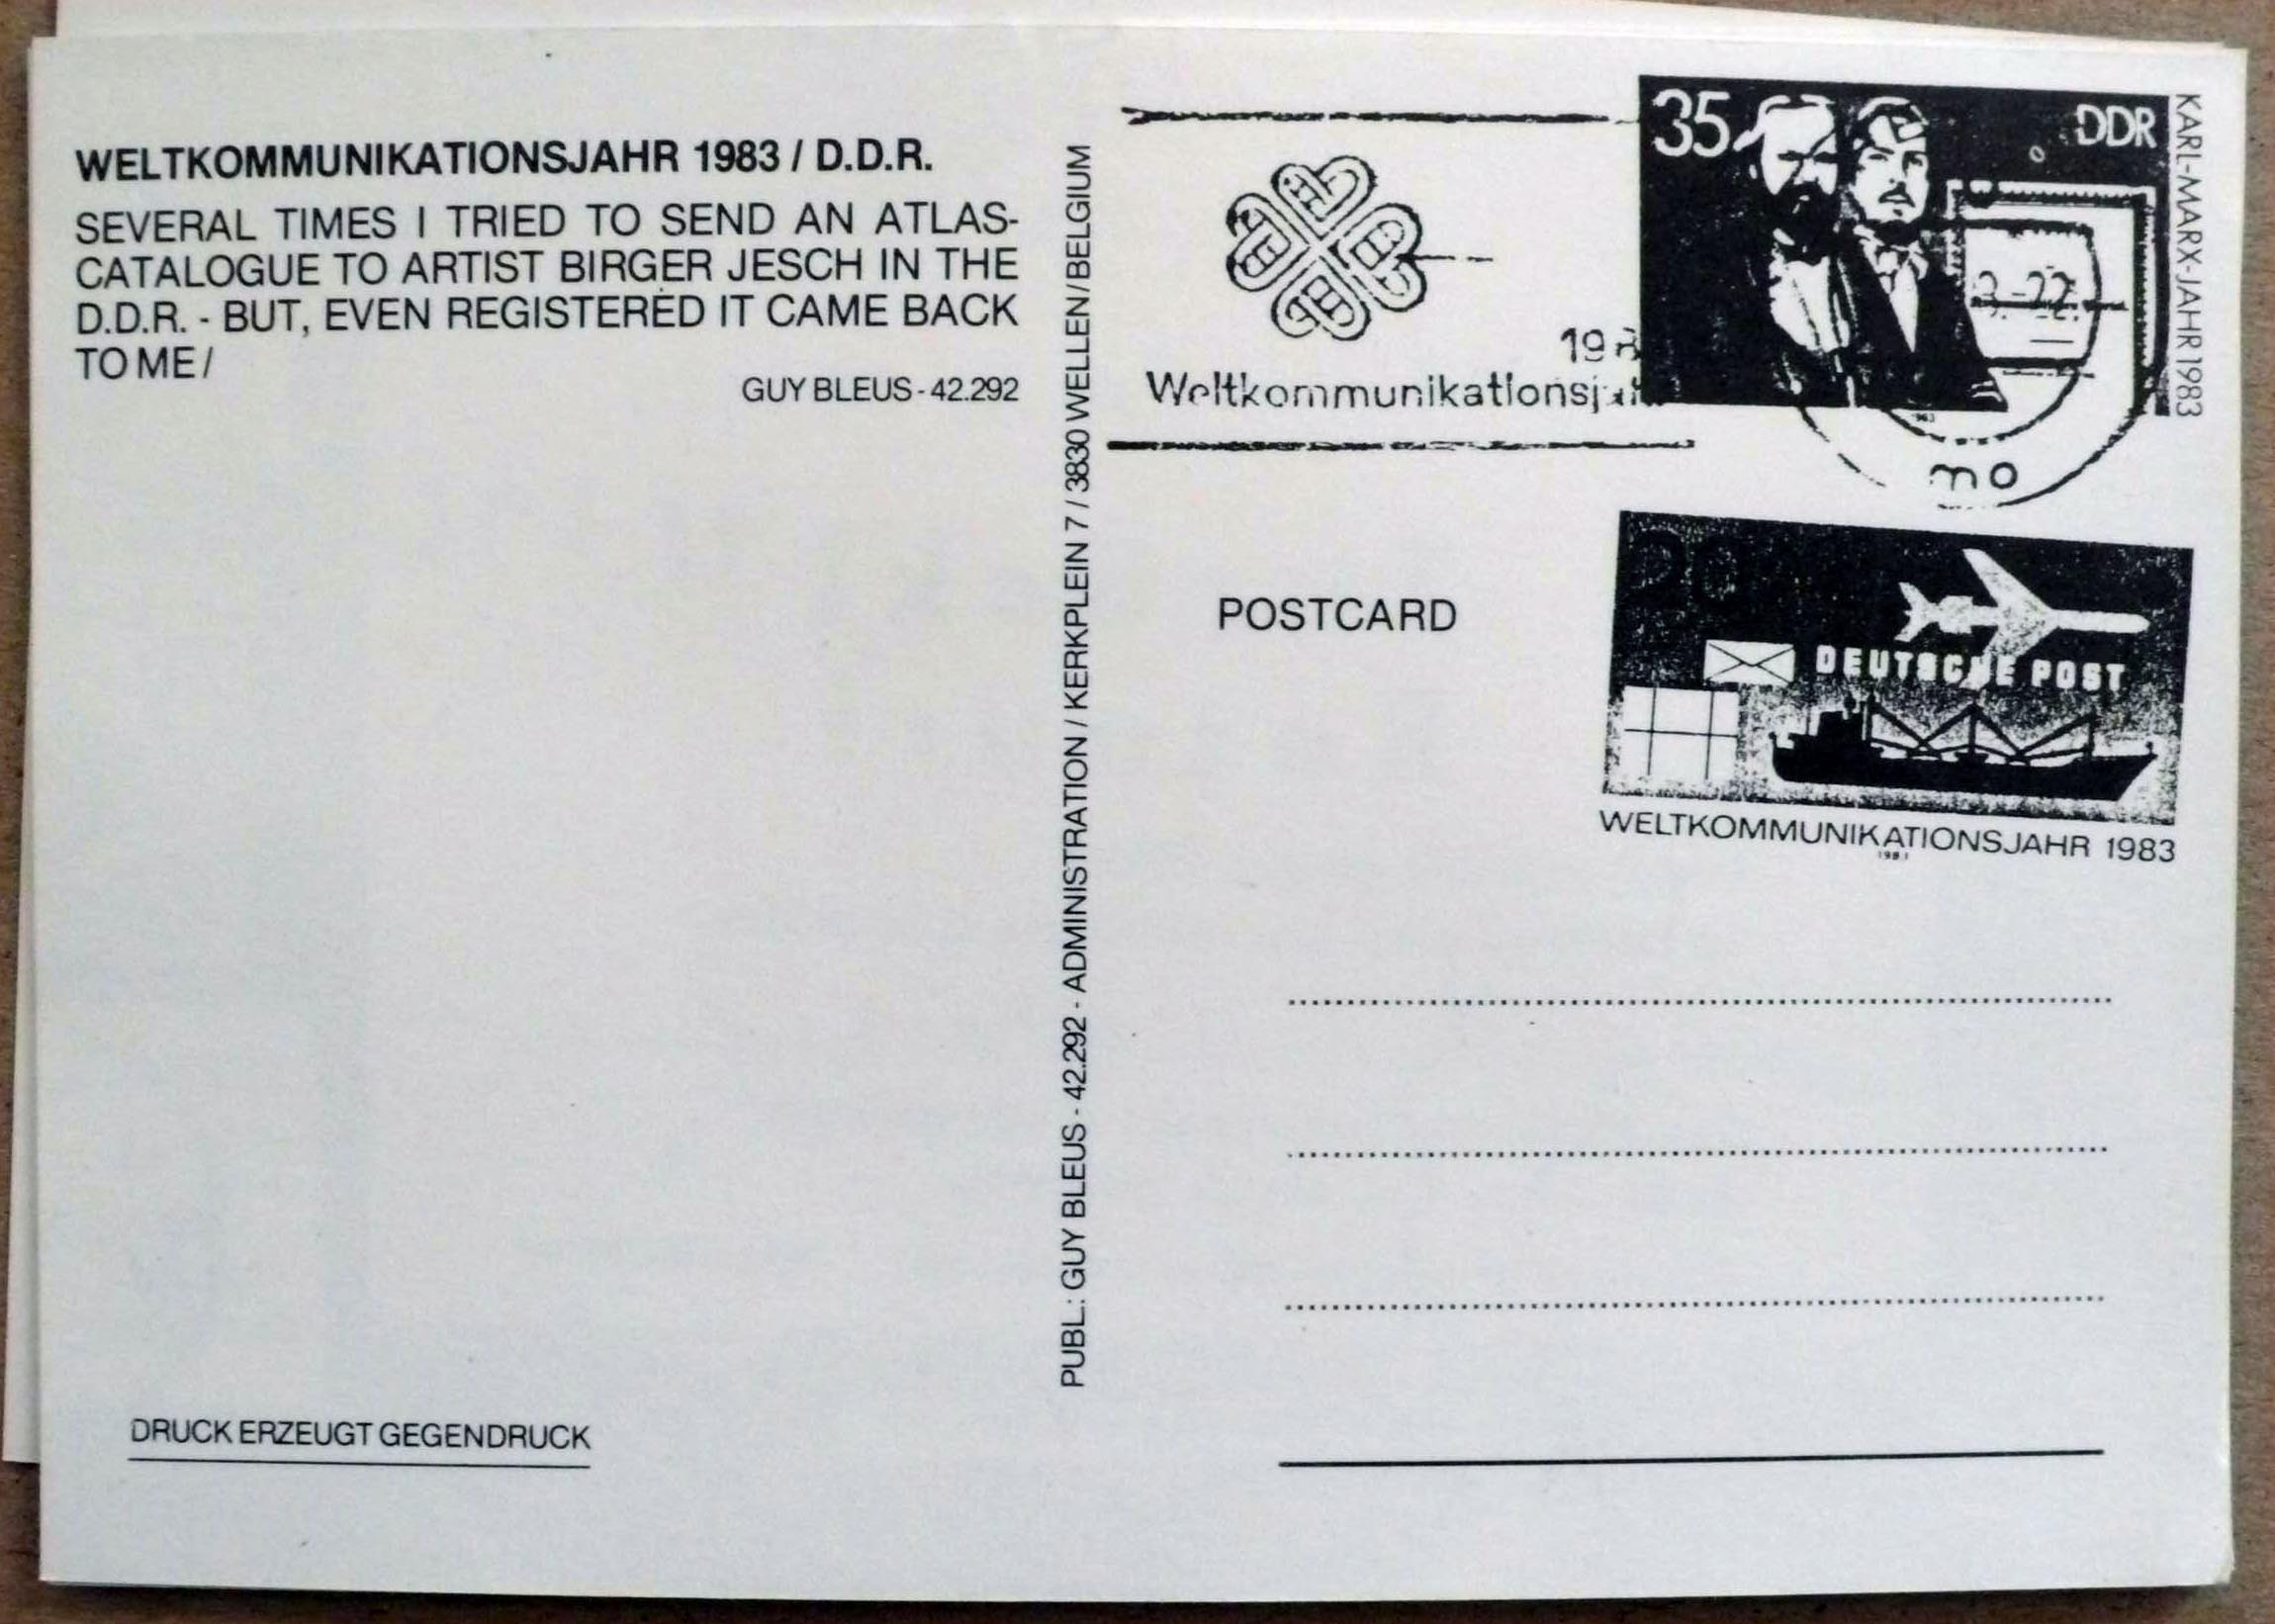 WELTKOMMUNIKATIONSJAHR 1983 / D.D.R.
SEVERAL TIMES I TRIED TO SEND AN ATLAS-
CATALOGUE TO ARTIST BIRGER JESCH IN THE
D.D.R. - BUT, EVEN REGISTERED IT CAME BACK
TO ME /
GUY BLEUS - 42.292
DRUCK ERZEUGT GEGENDRUCK
PUBL.: GUY BLEUS - 42.292 - ADMINISTRATION / KERKPLEIN 7 / 3830 WELLEN / BELGIUM
35 DDR
KARL-MARX-JAHR 1983
mo
POSTCARD
DEUTSCHE POST
WELTKOMMUNIKATIONSJAHR 1983